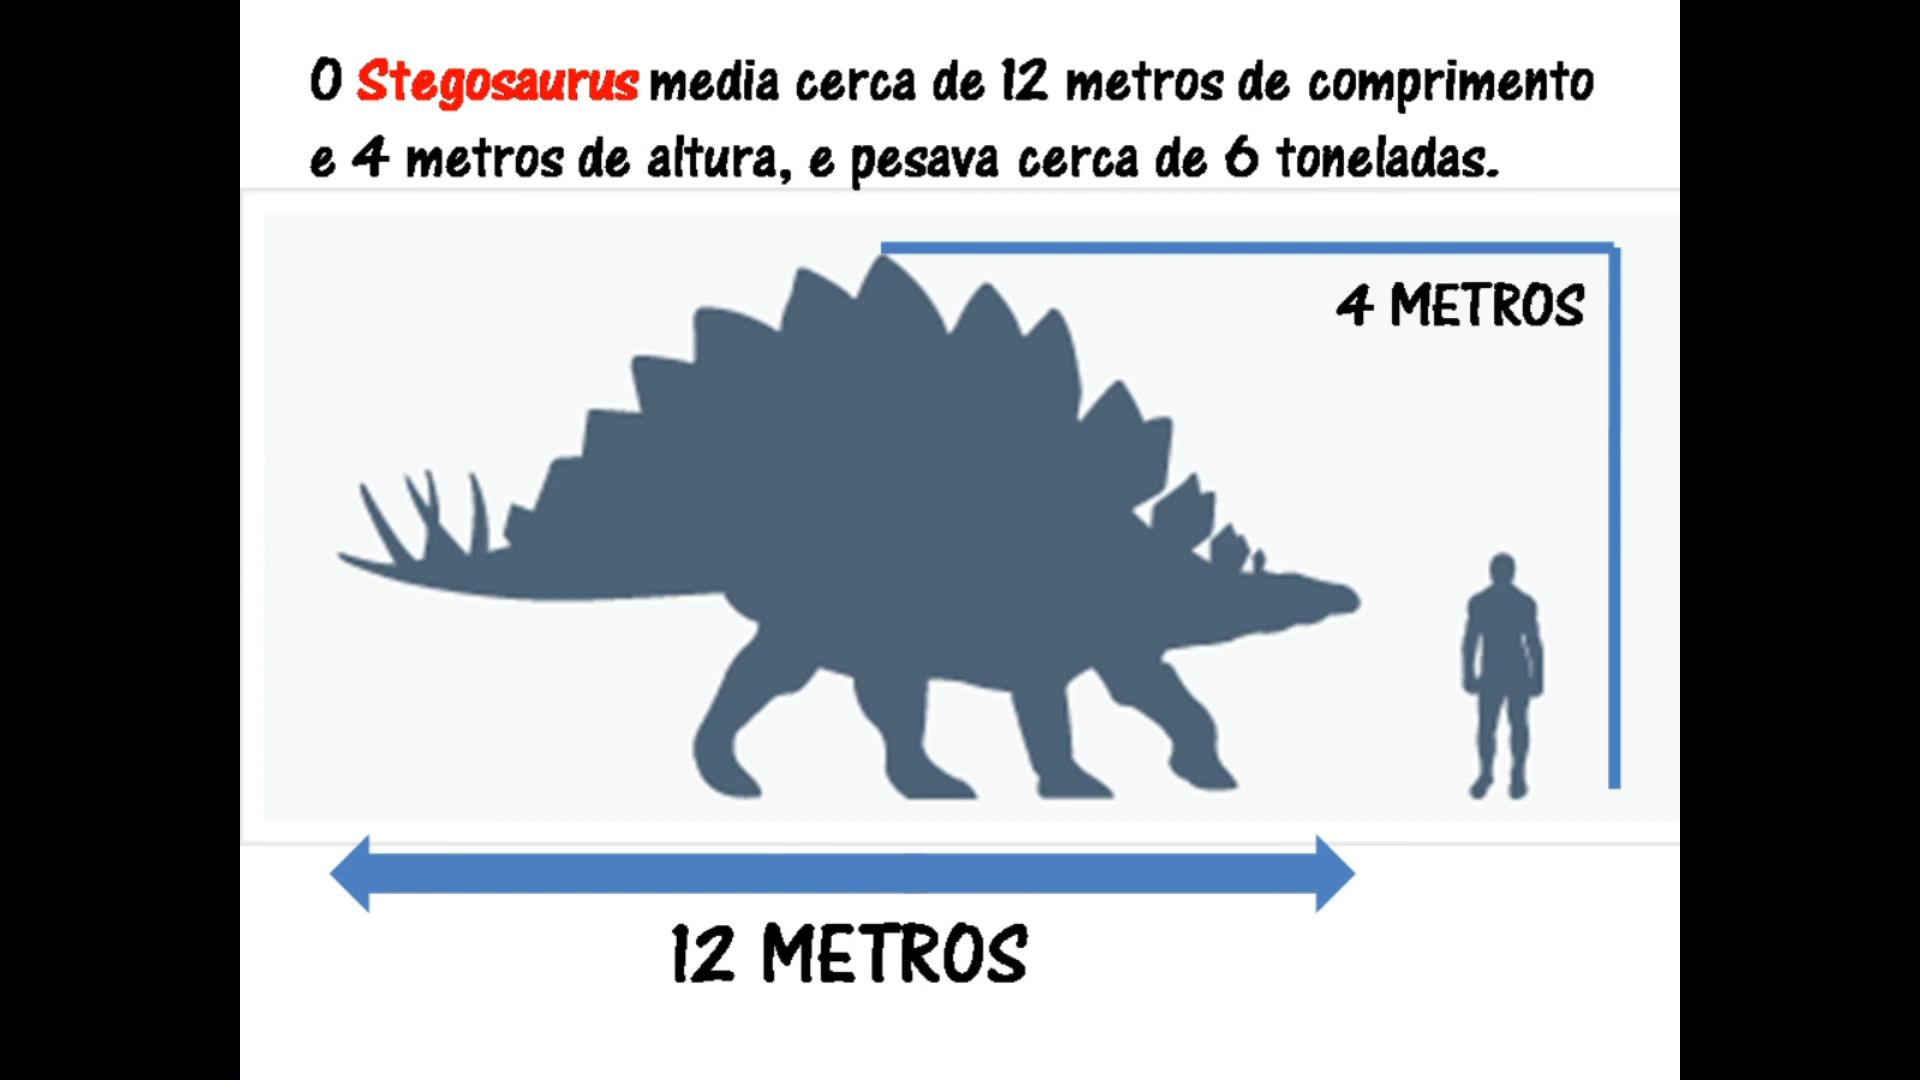 O Stegosaurus media cerca de 12 metros de comprimento
e 4 metros de altura, e pesava cerca de 6 toneladas.
4 METROS
12 METROS